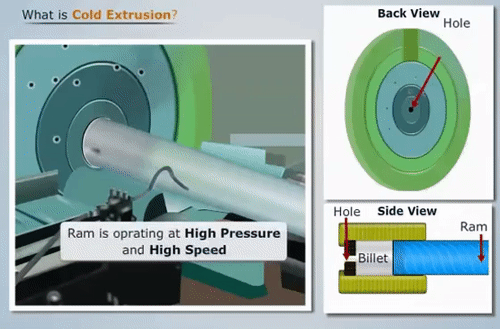 What is Cold Extrusion?
Ram is oprating at High Pressure
and High Speed
Back View
Hole
Side View
Hole
Ram
Billet